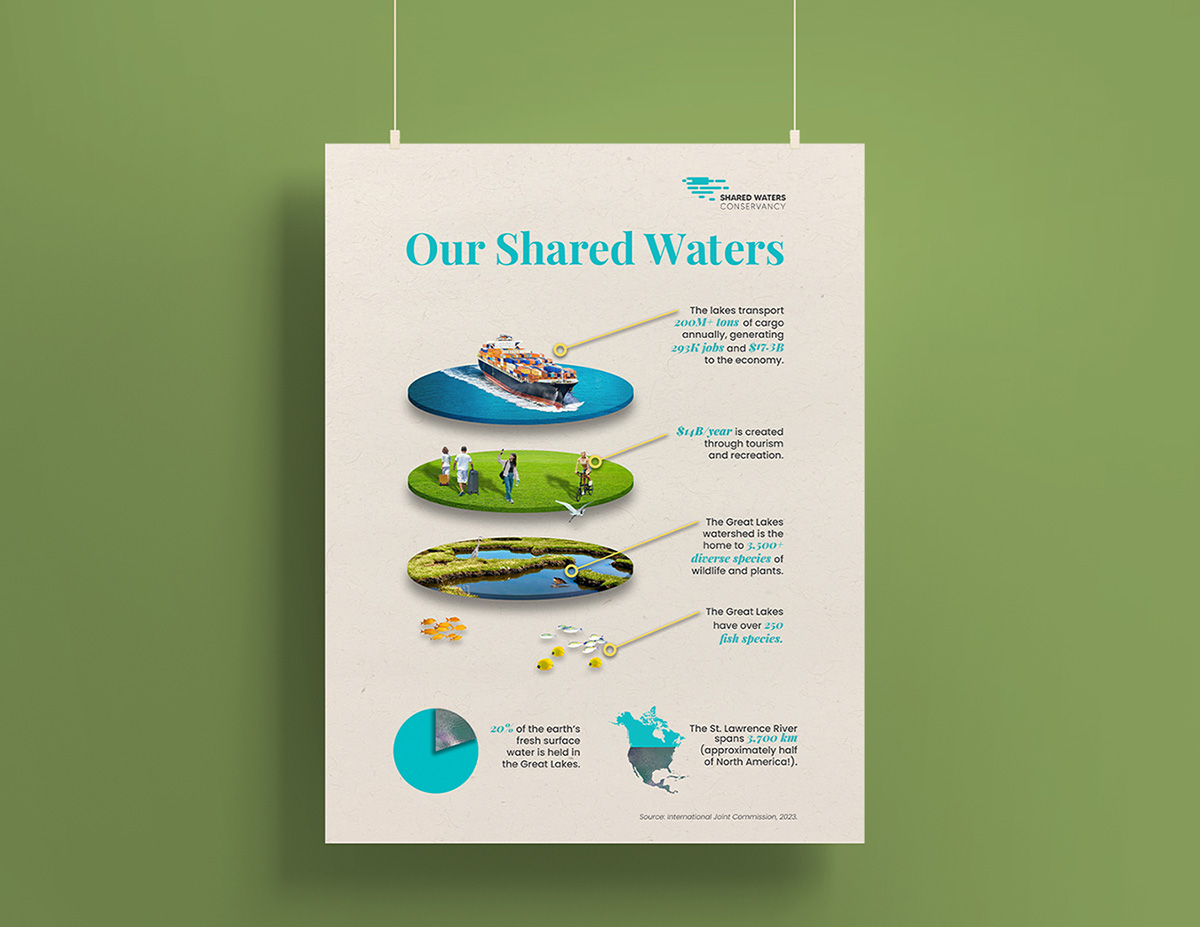 SHARED WATERS
CONSERVANCY
Our Shared Waters
The lakes transport
200M+ tons of cargo
annually, generating
293K jobs and $17.3B
to the economy.
$14B/year is created
through tourism
and recreation.
The Great Lakes
watershed is the
home to 3,500+
diverse species of
wildlife and plants.
The Great Lakes
have over 250
fish species.
20% of the earth's
fresh surface
water is held in
the Great Lakes.
The St. Lawrence River
spans 3,700 km
(approximately half
of North America!).
Source: International Joint Commission, 2023.